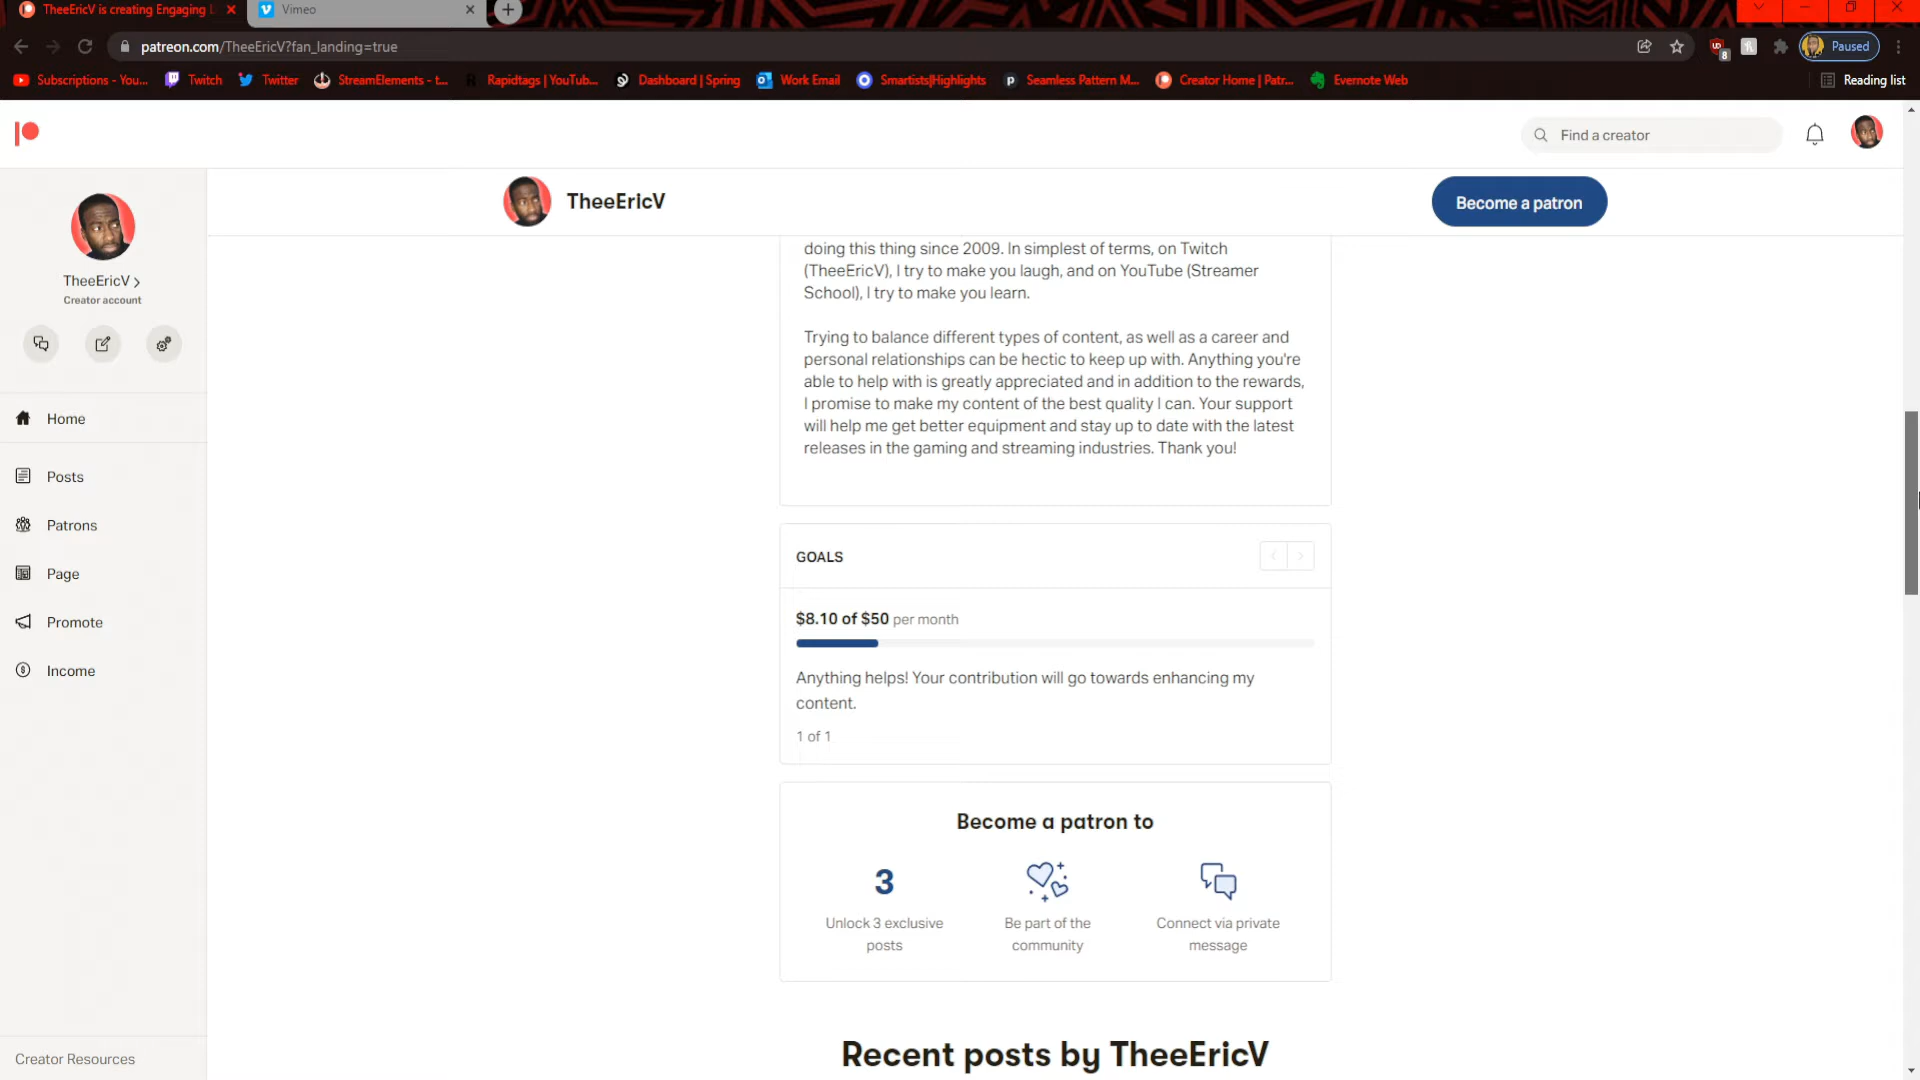 TheeEricV is creating Engaging L
Vimeo
patreon.com/TheeEricV?fan_landing=true
8
Paused
Subscriptions - You...
Twitch
Twitter
StreamElements - t...
Rapidtags | YouTub...
Dashboard | Spring
Work Email
Smartists|Highlights
Seamless Pattern M...
Creator Home | Patr...
Evernote Web
Reading list
Find a creator
TheeEricV
Creator account
Home
Posts
Patrons
Page
Promote
Income
Creator Resources
TheeEricV
Become a patron
doing this thing since 2009. In simplest of terms, on Twitch
(TheeEricV), I try to make you laugh, and on YouTube (Streamer
School), I try to make you learn.
Trying to balance different types of content, as well as a career and
personal relationships can be hectic to keep up with. Anything you're
able to help with is greatly appreciated and in addition to the rewards,
I promise to make my content of the best quality I can. Your support
will help me get better equipment and stay up to date with the latest
releases in the gaming and streaming industries. Thank you!
GOALS
$8.10 of $50 per month
Anything helps! Your contribution will go towards enhancing my
content.
1 of 1
Become a patron to
3
Unlock 3 exclusive
posts
Be part of the
community
Connect via private
message
Recent posts by TheeEricV